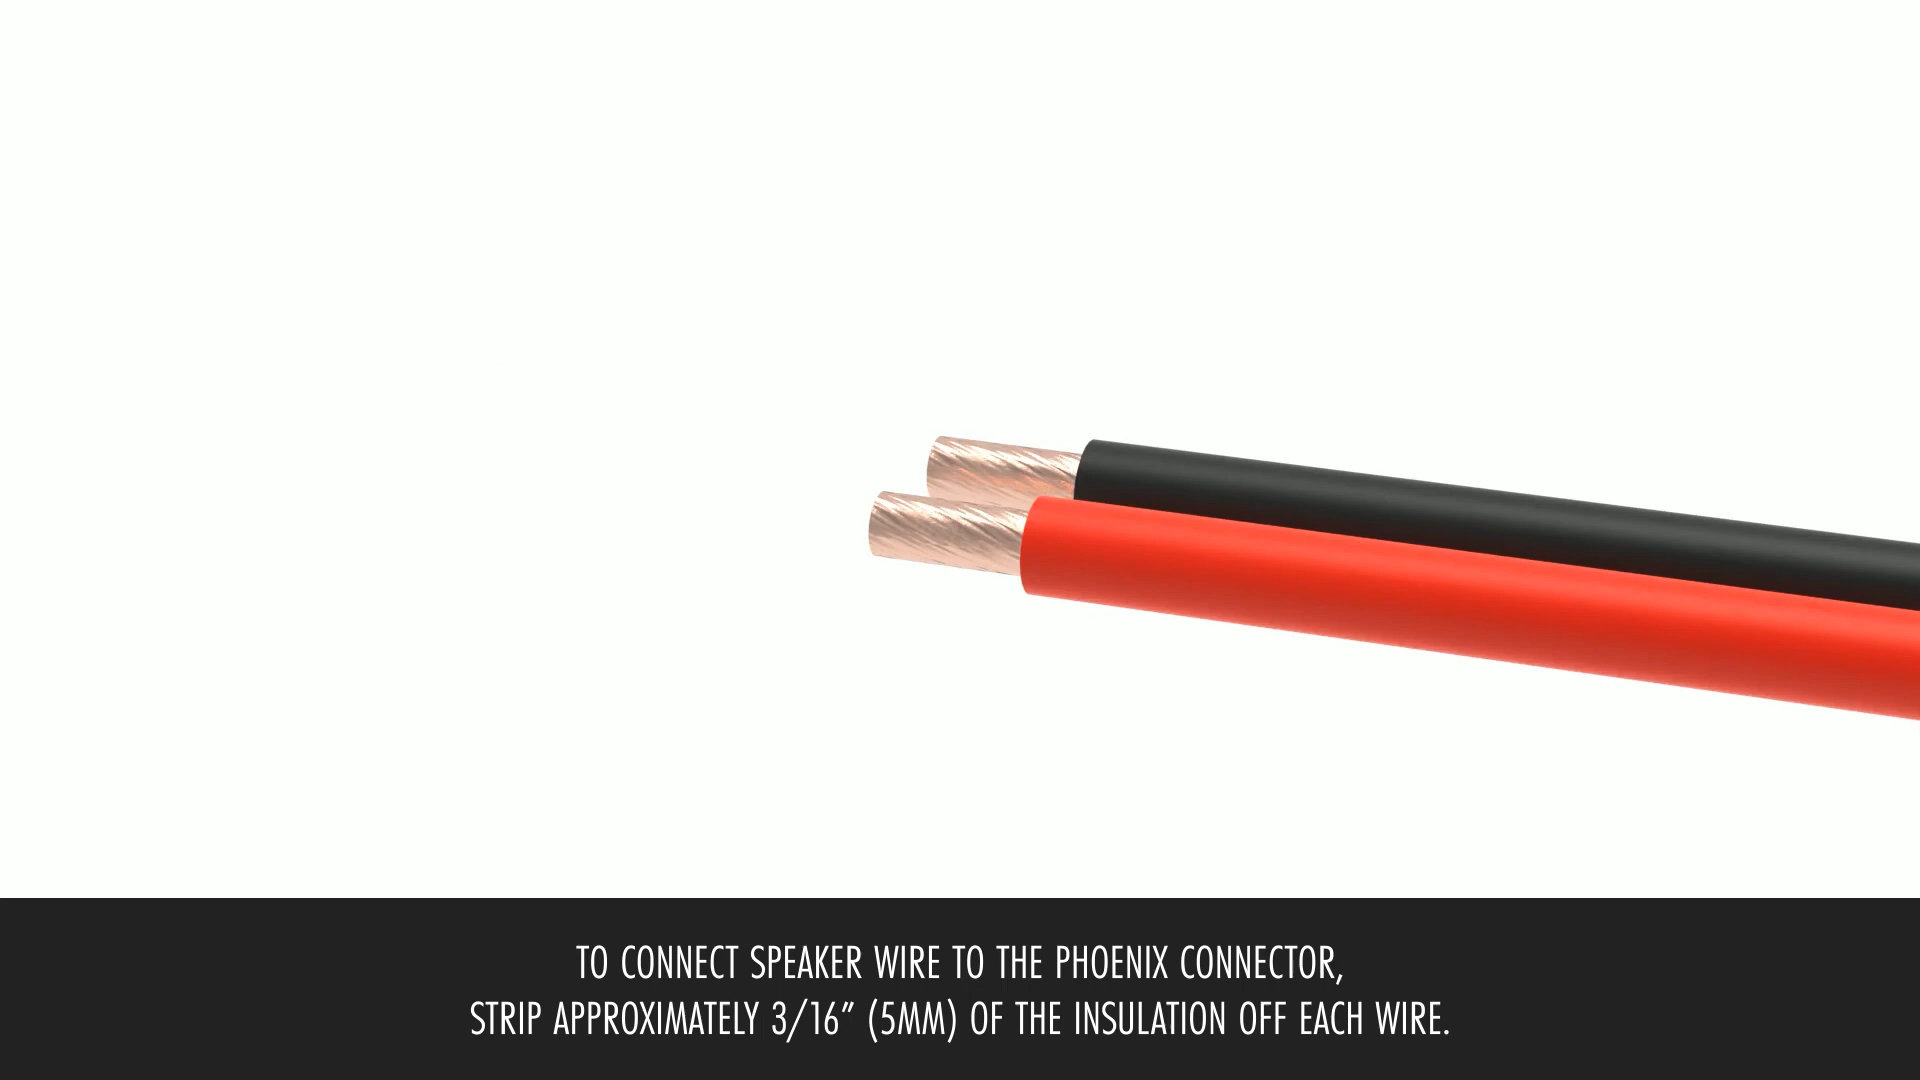 TO CONNECT SPEAKER WIRE TO THE PHOENIX CONNECTOR,
STRIP APPROXIMATELY 3/16” (5MM) OF THE INSULATION OFF EACH WIRE.